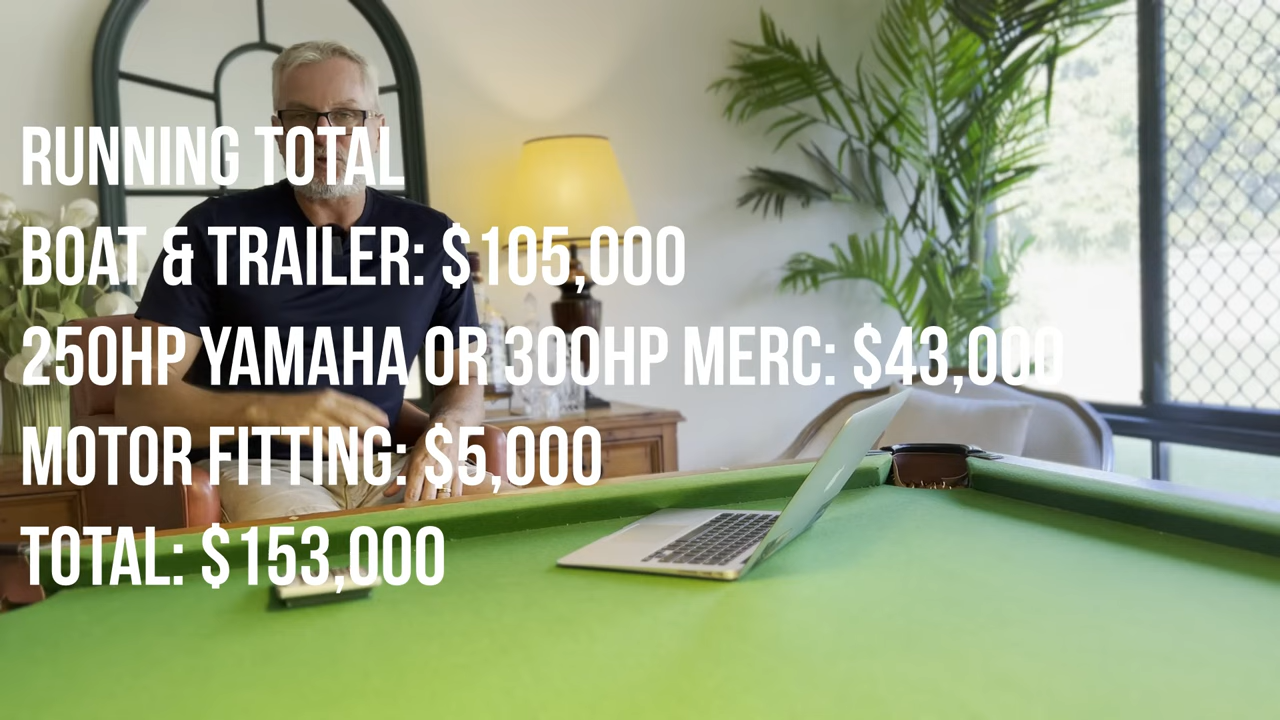 RUNNING TOTAL
BOAT & TRAILER: $105,000
250HP YAMAHA OR 300HP MERC: $43,000
MOTOR FITTING: $5,000
TOTAL: $153,000